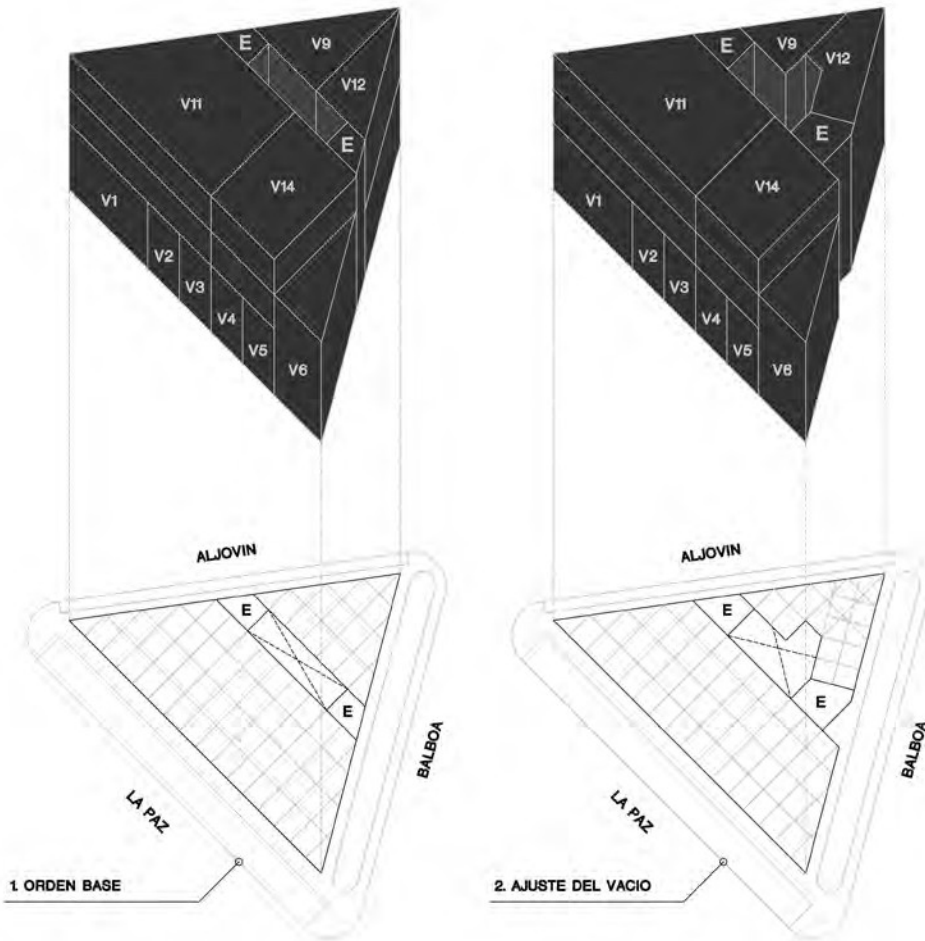 E
V9
V12
V11
E
V14
V1
V2
V3
V4
V5
V6
ALJOVIN
E
E
BALBOA
LA PAZ
1. ORDEN BASE
E
V9
V12
V11
E
V14
V1
V2
V3
V4
V5
V6
ALJOVIN
E
E
BALBOA
LA PAZ
2. AJUSTE DEL VACIO